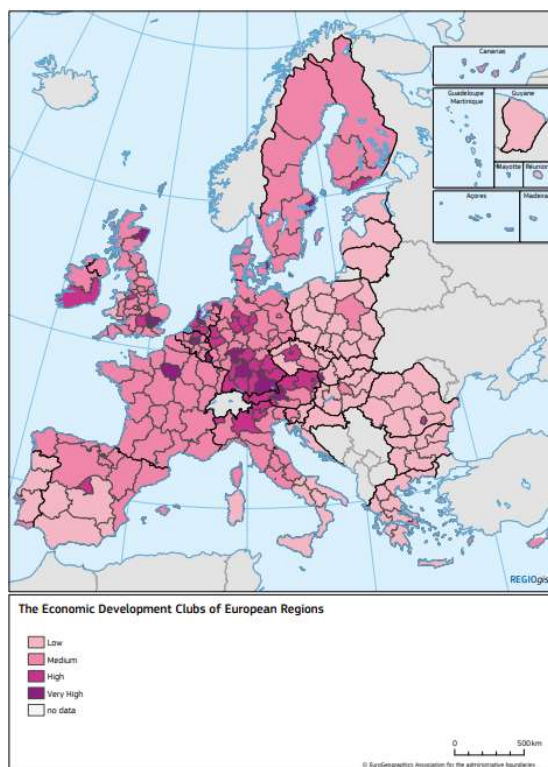 Canarias
Guadeloupe
Martinique
Guyane
Mayotte
Réunion
Açores
Madeira
REGIOgis
The Economic Development Clubs of European Regions
Low
Medium
High
Very High
no data
0
500km
© EuroGeographics Association for the administrative boundaries